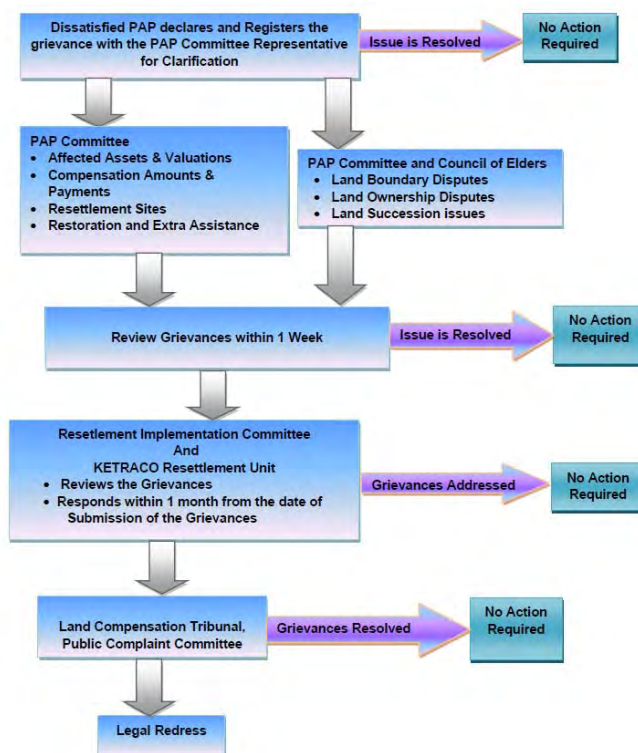 Dissatisfied PAP declares and Registers the
grievance with the PAP Committee Representative
for Clarification
Issue is Resolved
No Action
Required
PAP Committee
• Affected Assets & Valuations
• Compensation Amounts &
Payments
• Resettlement Sites
• Restoration and Extra Assistance
PAP Committee and Council of Elders
• Land Boundary Disputes
• Land Ownership Disputes
• Land Succession issues
Review Grievances within 1 Week
Issue is Resolved
No Action
Required
Resetlement Implementation Committee
And
KETRACO Resettlement Unit
• Reviews the Grievances
• Responds within 1 month from the date of
Submission of the Grievances
Grievances Addressed
No Action
Required
Land Compensation Tribunal,
Public Complaint Committee
Grievances Resolved
No Action
Required
Legal Redress